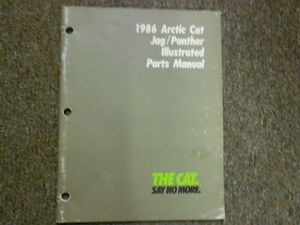 1986 Arctic Cat
Jag/Panther
Illustrated
Parts Manual
THE CAT.
SAY NO MORE.